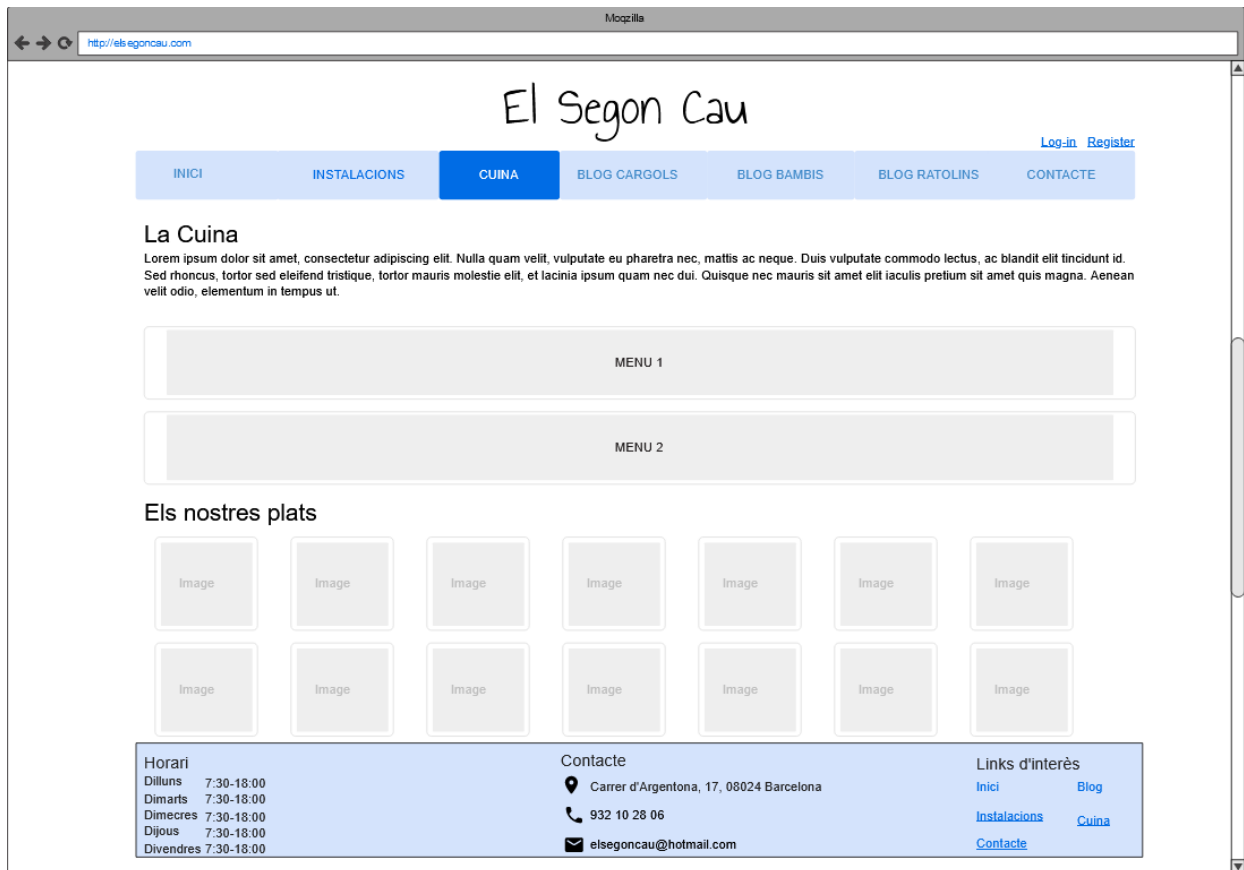 Moqzilla
http://elsegoncau.com
El Segon Cau
Log-in Register
INICI INSTALACIONS CUINA BLOG CARGOLS BLOG BAMBIS BLOG RATOLINS CONTACTE
La Cuina
Lorem ipsum dolor sit amet, consectetur adipiscing elit. Nulla quam velit, vulputate eu pharetra nec, mattis ac neque. Duis vulputate commodo lectus, ac blandit elit tincidunt id.
Sed rhoncus, tortor sed eleifend tristique, tortor mauris molestie elit, et lacinia ipsum quam nec dui. Quisque nec mauris sit amet elit iaculis pretium sit amet quis magna. Aenean
velit odio, elementum in tempus ut.
MENU 1
MENU 2
Els nostres plats
Image Image Image Image Image Image Image
Image Image Image Image Image Image Image
Horari
Dilluns 7:30-18:00
Dimarts 7:30-18:00
Dimecres 7:30-18:00
Dijous 7:30-18:00
Divendres 7:30-18:00
Contacte
Carrer d'Argentona, 17, 08024 Barcelona
932 10 28 06
elsegoncau@hotmail.com
Links d'interès
Inici Blog
Instalacions Cuina
Contacte